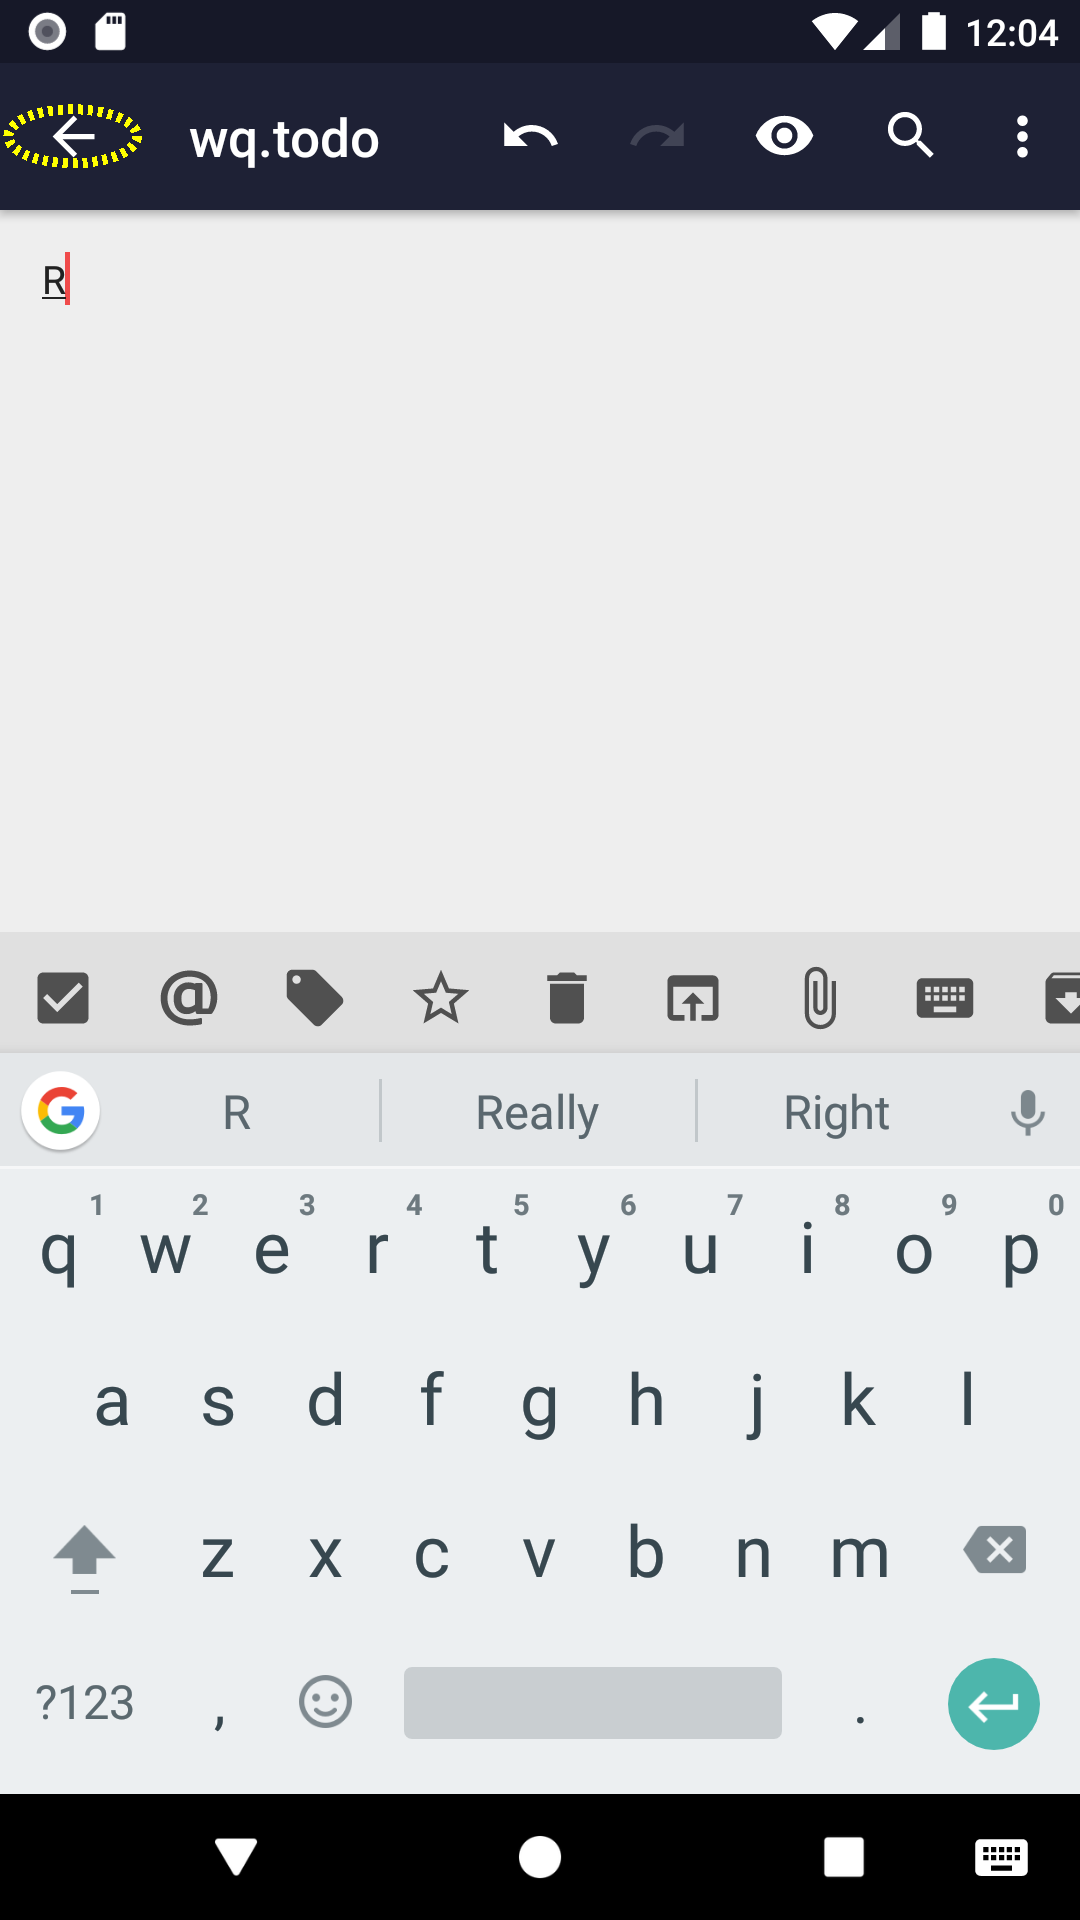 12:04
wq.todo
R
R Really Right
1 2 3 4 5 6 7 8 9 0
q w e r t y u i o p
a s d f g h j k l
z x c v b n m
?123 , .